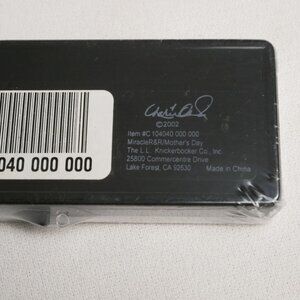 ©2002
Item #C 104040 000 000
MiracleR&R/Mother's Day
The L.L. Knickerbocker Co., Inc.
25800 Commercentre Drive
Lake Forest, CA 92630 Made in China
040 000 000